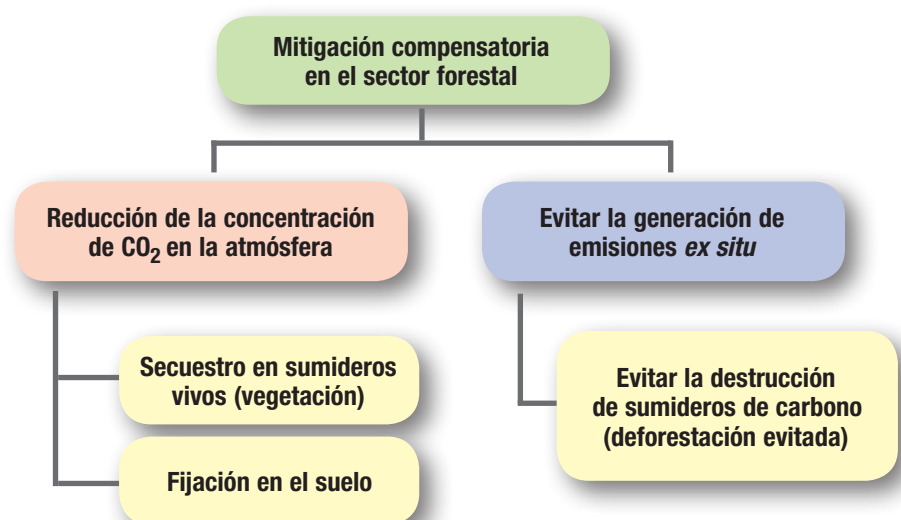 Mitigación compensatoria
en el sector forestal
Reducción de la concentración
de CO2 en la atmósfera
Secuestro en sumideros
vivos (vegetación)
Fijación en el suelo
Evitar la generación de
emisiones ex situ
Evitar la destrucción
de sumideros de carbono
(deforestación evitada)